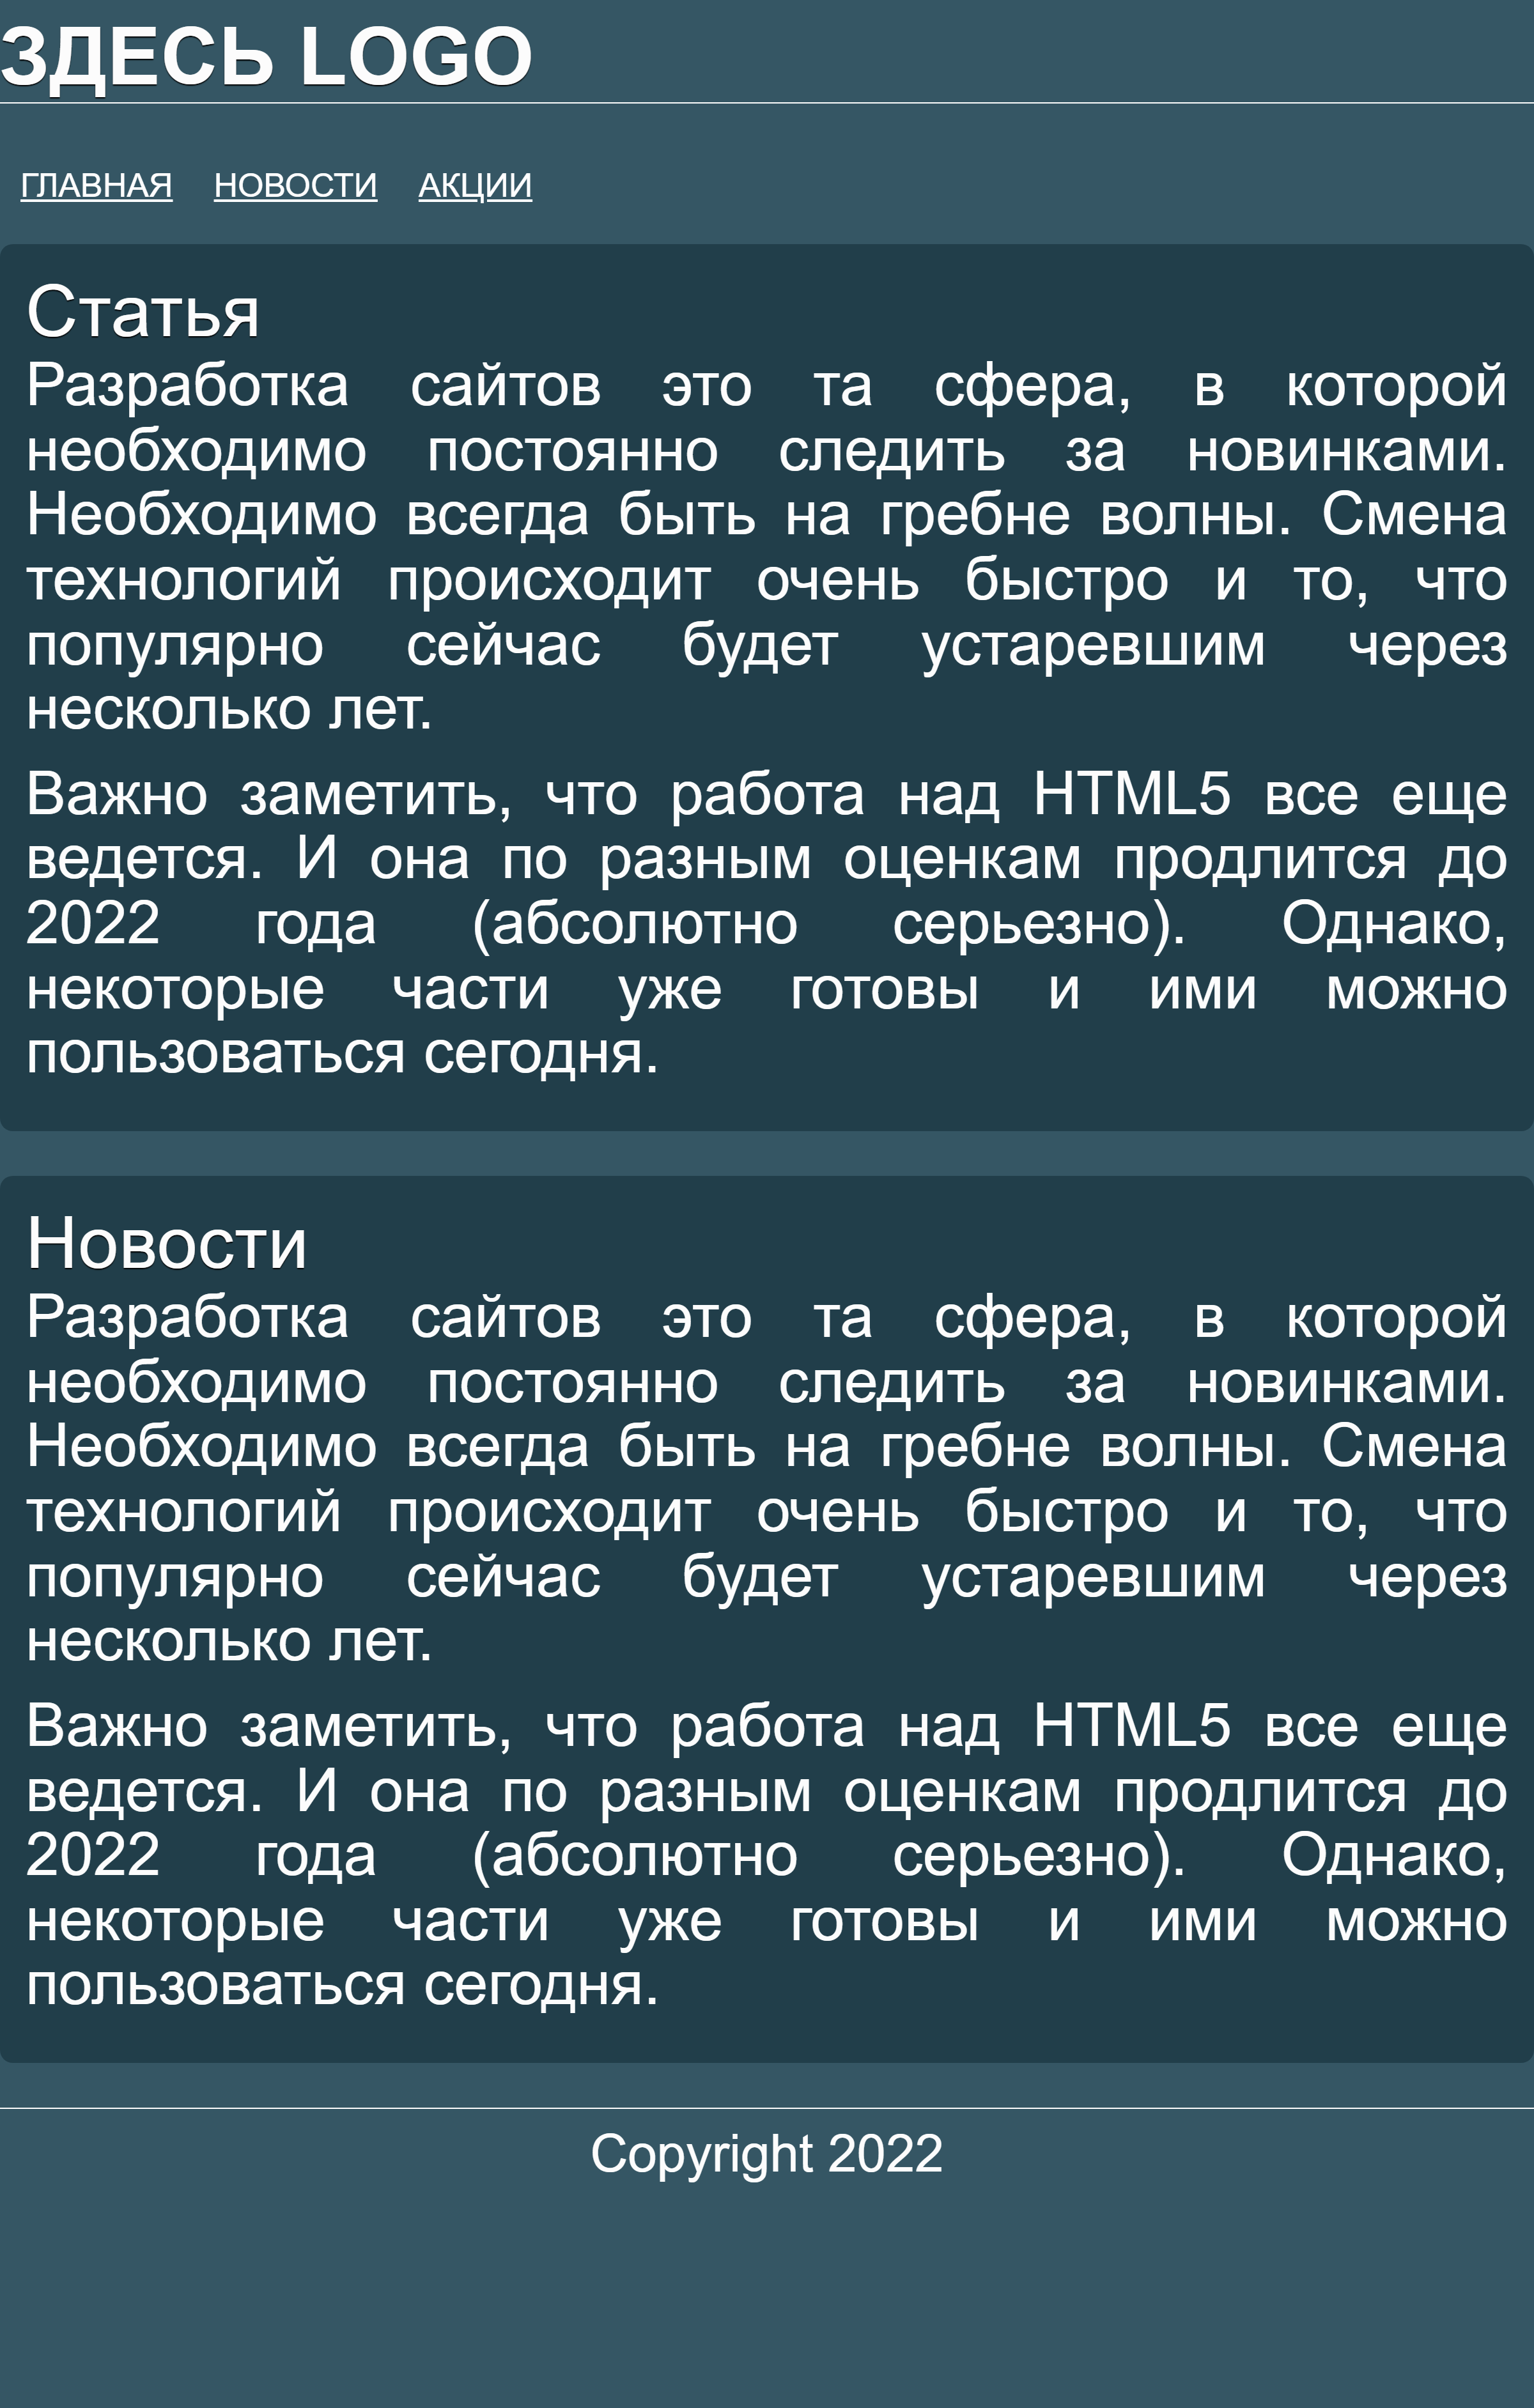 ЗДЕСЬ LOGO
ГЛАВНАЯ НОВОСТИ АКЦИИ
Статья
Разработка сайтов это та сфера, в которой
необходимо постоянно следить за новинками.
Необходимо всегда быть на гребне волны. Смена
технологий происходит очень быстро и то, что
популярно сейчас будет устаревшим через
несколько лет.
Важно заметить, что работа над HTML5 все еще
ведется. И она по разным оценкам продлится до
2022 года (абсолютно серьезно). Однако,
некоторые части уже готовы и ими можно
пользоваться сегодня.
Новости
Разработка сайтов это та сфера, в которой
необходимо постоянно следить за новинками.
Необходимо всегда быть на гребне волны. Смена
технологий происходит очень быстро и то, что
популярно сейчас будет устаревшим через
несколько лет.
Важно заметить, что работа над HTML5 все еще
ведется. И она по разным оценкам продлится до
2022 года (абсолютно серьезно). Однако,
некоторые части уже готовы и ими можно
пользоваться сегодня.
Copyright 2022